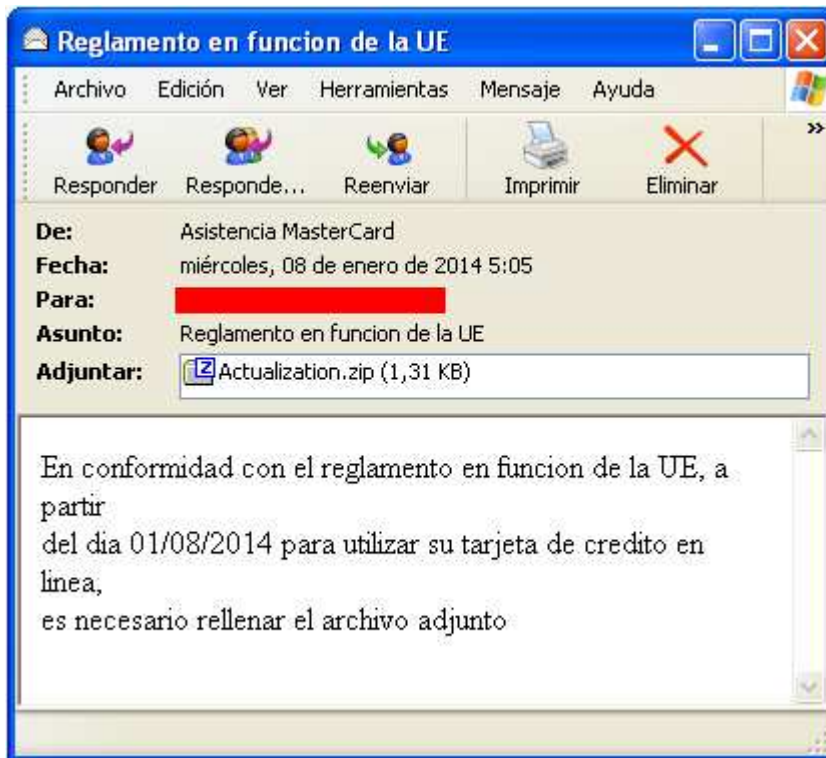 Reglamento en funcion de la UE
Archivo Edición Ver Herramientas Mensaje Ayuda
Responder Responde... Reenviar Imprimir Eliminar »
De: Asistencia MasterCard
Fecha: miércoles, 08 de enero de 2014 5:05
Para:
Asunto: Reglamento en funcion de la UE
Adjuntar: Actualization.zip (1,31 KB)
En conformidad con el reglamento en funcion de la UE, a
partir
del dia 01/08/2014 para utilizar su tarjeta de credito en
linea,
es necesario rellenar el archivo adjunto